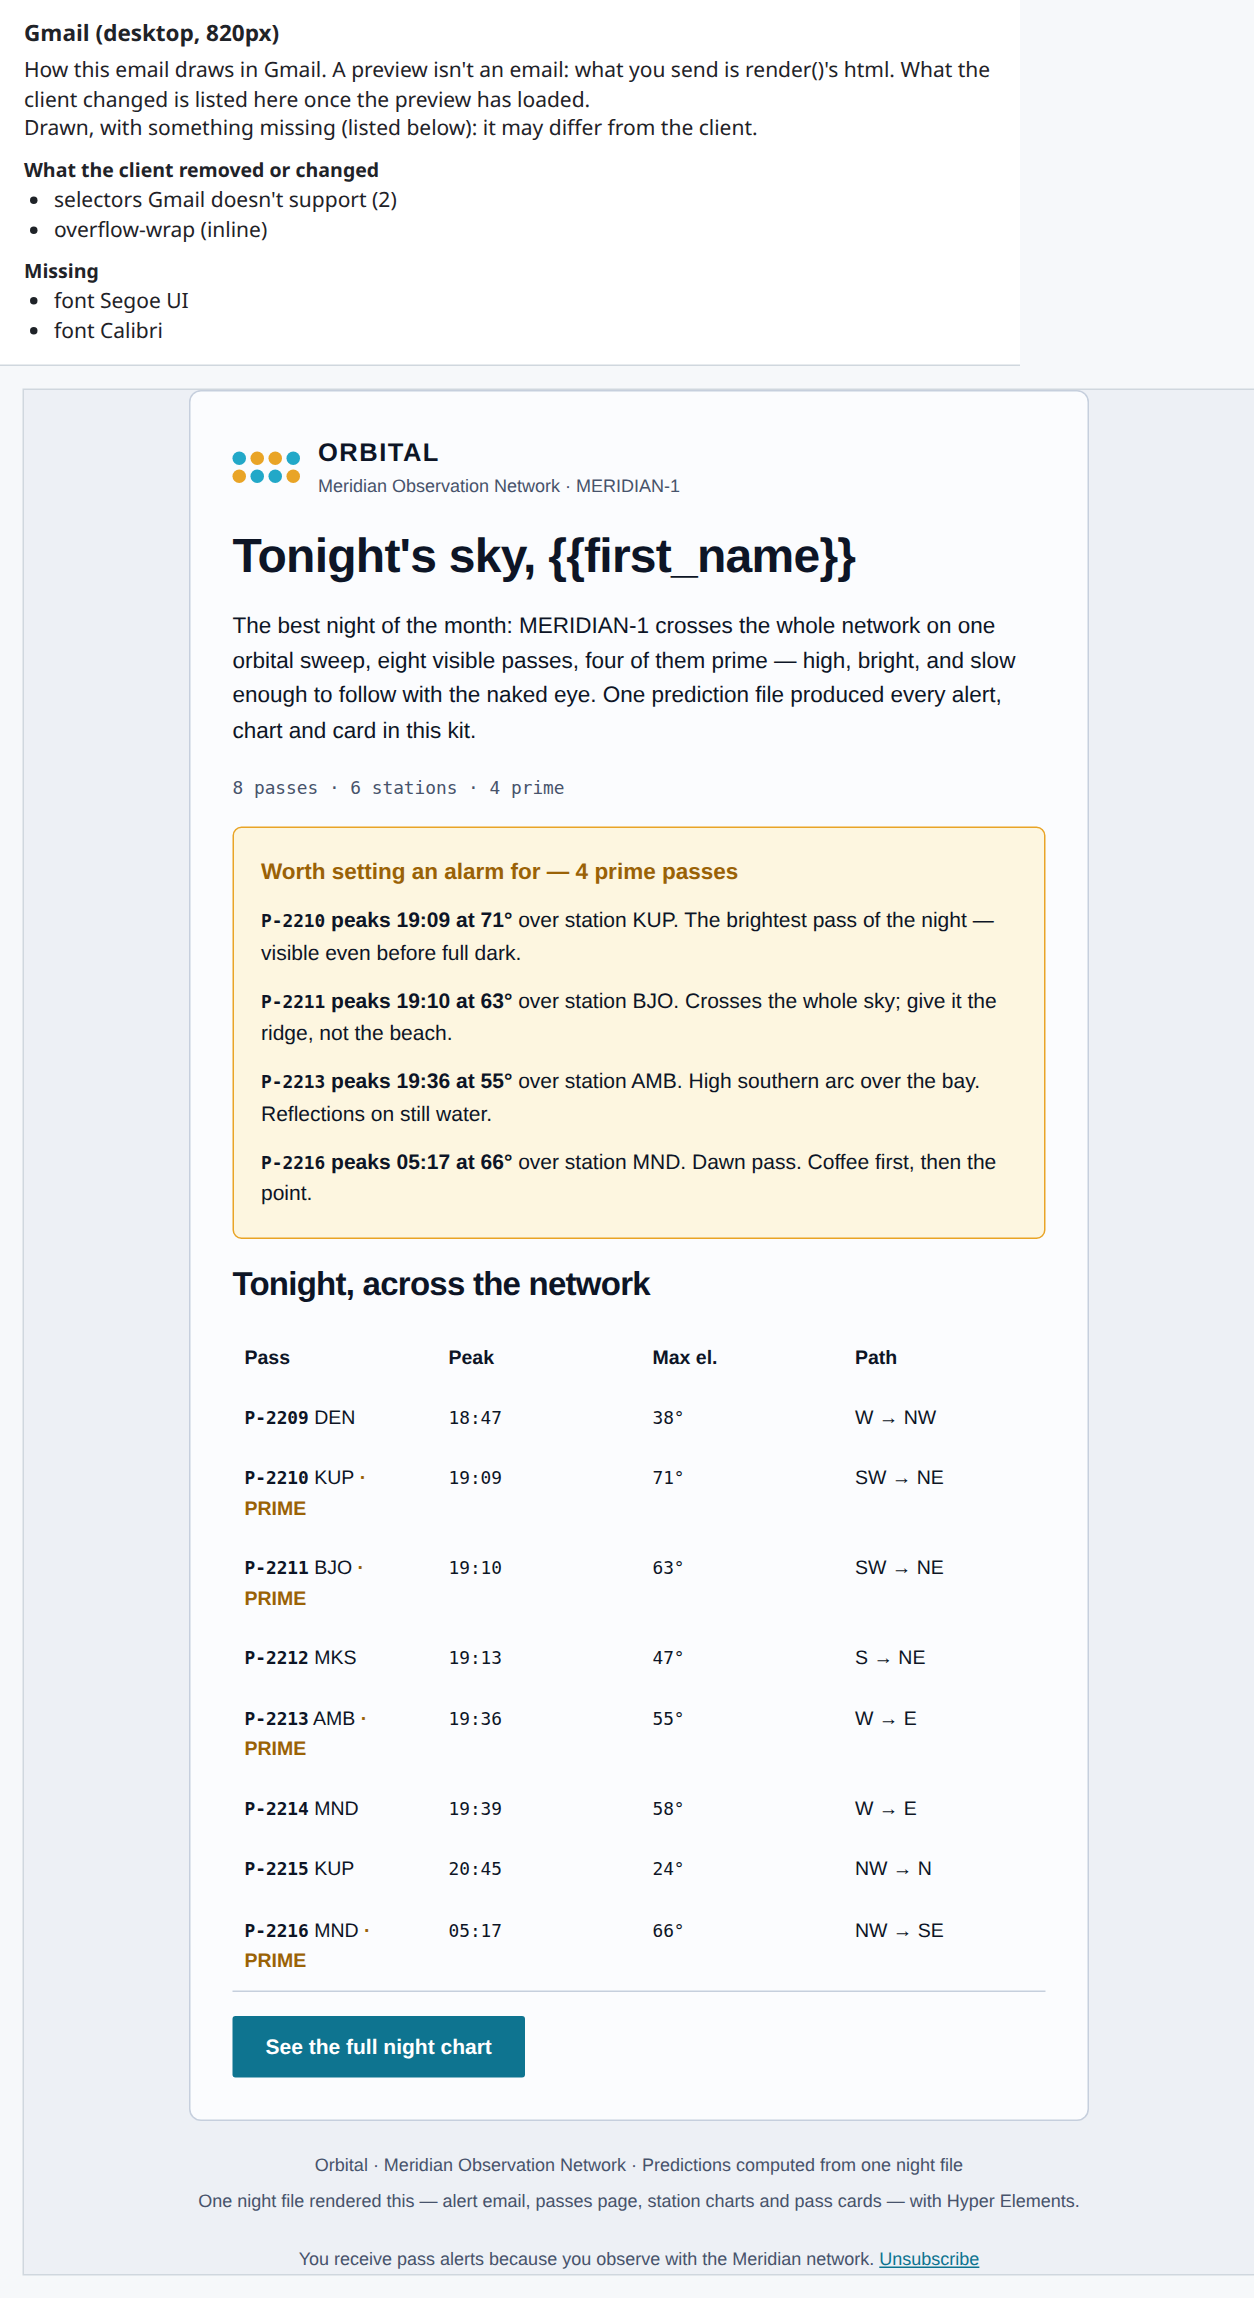 Gmail (desktop, 820px)
How this email draws in Gmail. A preview isn't an email: what you send is render()'s html. What the
client changed is listed here once the preview has loaded.
Drawn, with something missing (listed below): it may differ from the client.
What the client removed or changed
• selectors Gmail doesn't support (2)
• overflow-wrap (inline)
Missing
• font Segoe UI
• font Calibri
ORBITAL
Meridian Observation Network · MERIDIAN-1
Tonight's sky, {{first_name}}
The best night of the month: MERIDIAN-1 crosses the whole network on one
orbital sweep, eight visible passes, four of them prime — high, bright, and slow
enough to follow with the naked eye. One prediction file produced every alert,
chart and card in this kit.
8 passes · 6 stations · 4 prime
Worth setting an alarm for — 4 prime passes
P-2210 peaks 19:09 at 71° over station KUP. The brightest pass of the night —
visible even before full dark.
P-2211 peaks 19:10 at 63° over station BJO. Crosses the whole sky; give it the
ridge, not the beach.
P-2213 peaks 19:36 at 55° over station AMB. High southern arc over the bay.
Reflections on still water.
P-2216 peaks 05:17 at 66° over station MND. Dawn pass. Coffee first, then the
point.
Tonight, across the network
Pass Peak Max el. Path
P-2209 DEN 18:47 38° W → NW
P-2210 KUP · 19:09 71° SW → NE
PRIME
P-2211 BJO · 19:10 63° SW → NE
PRIME
P-2212 MKS 19:13 47° S → NE
P-2213 AMB · 19:36 55° W → E
PRIME
P-2214 MND 19:39 58° W → E
P-2215 KUP 20:45 24° NW → N
P-2216 MND · 05:17 66° NW → SE
PRIME
See the full night chart
Orbital · Meridian Observation Network · Predictions computed from one night file
One night file rendered this — alert email, passes page, station charts and pass cards — with Hyper Elements.
You receive pass alerts because you observe with the Meridian network. Unsubscribe